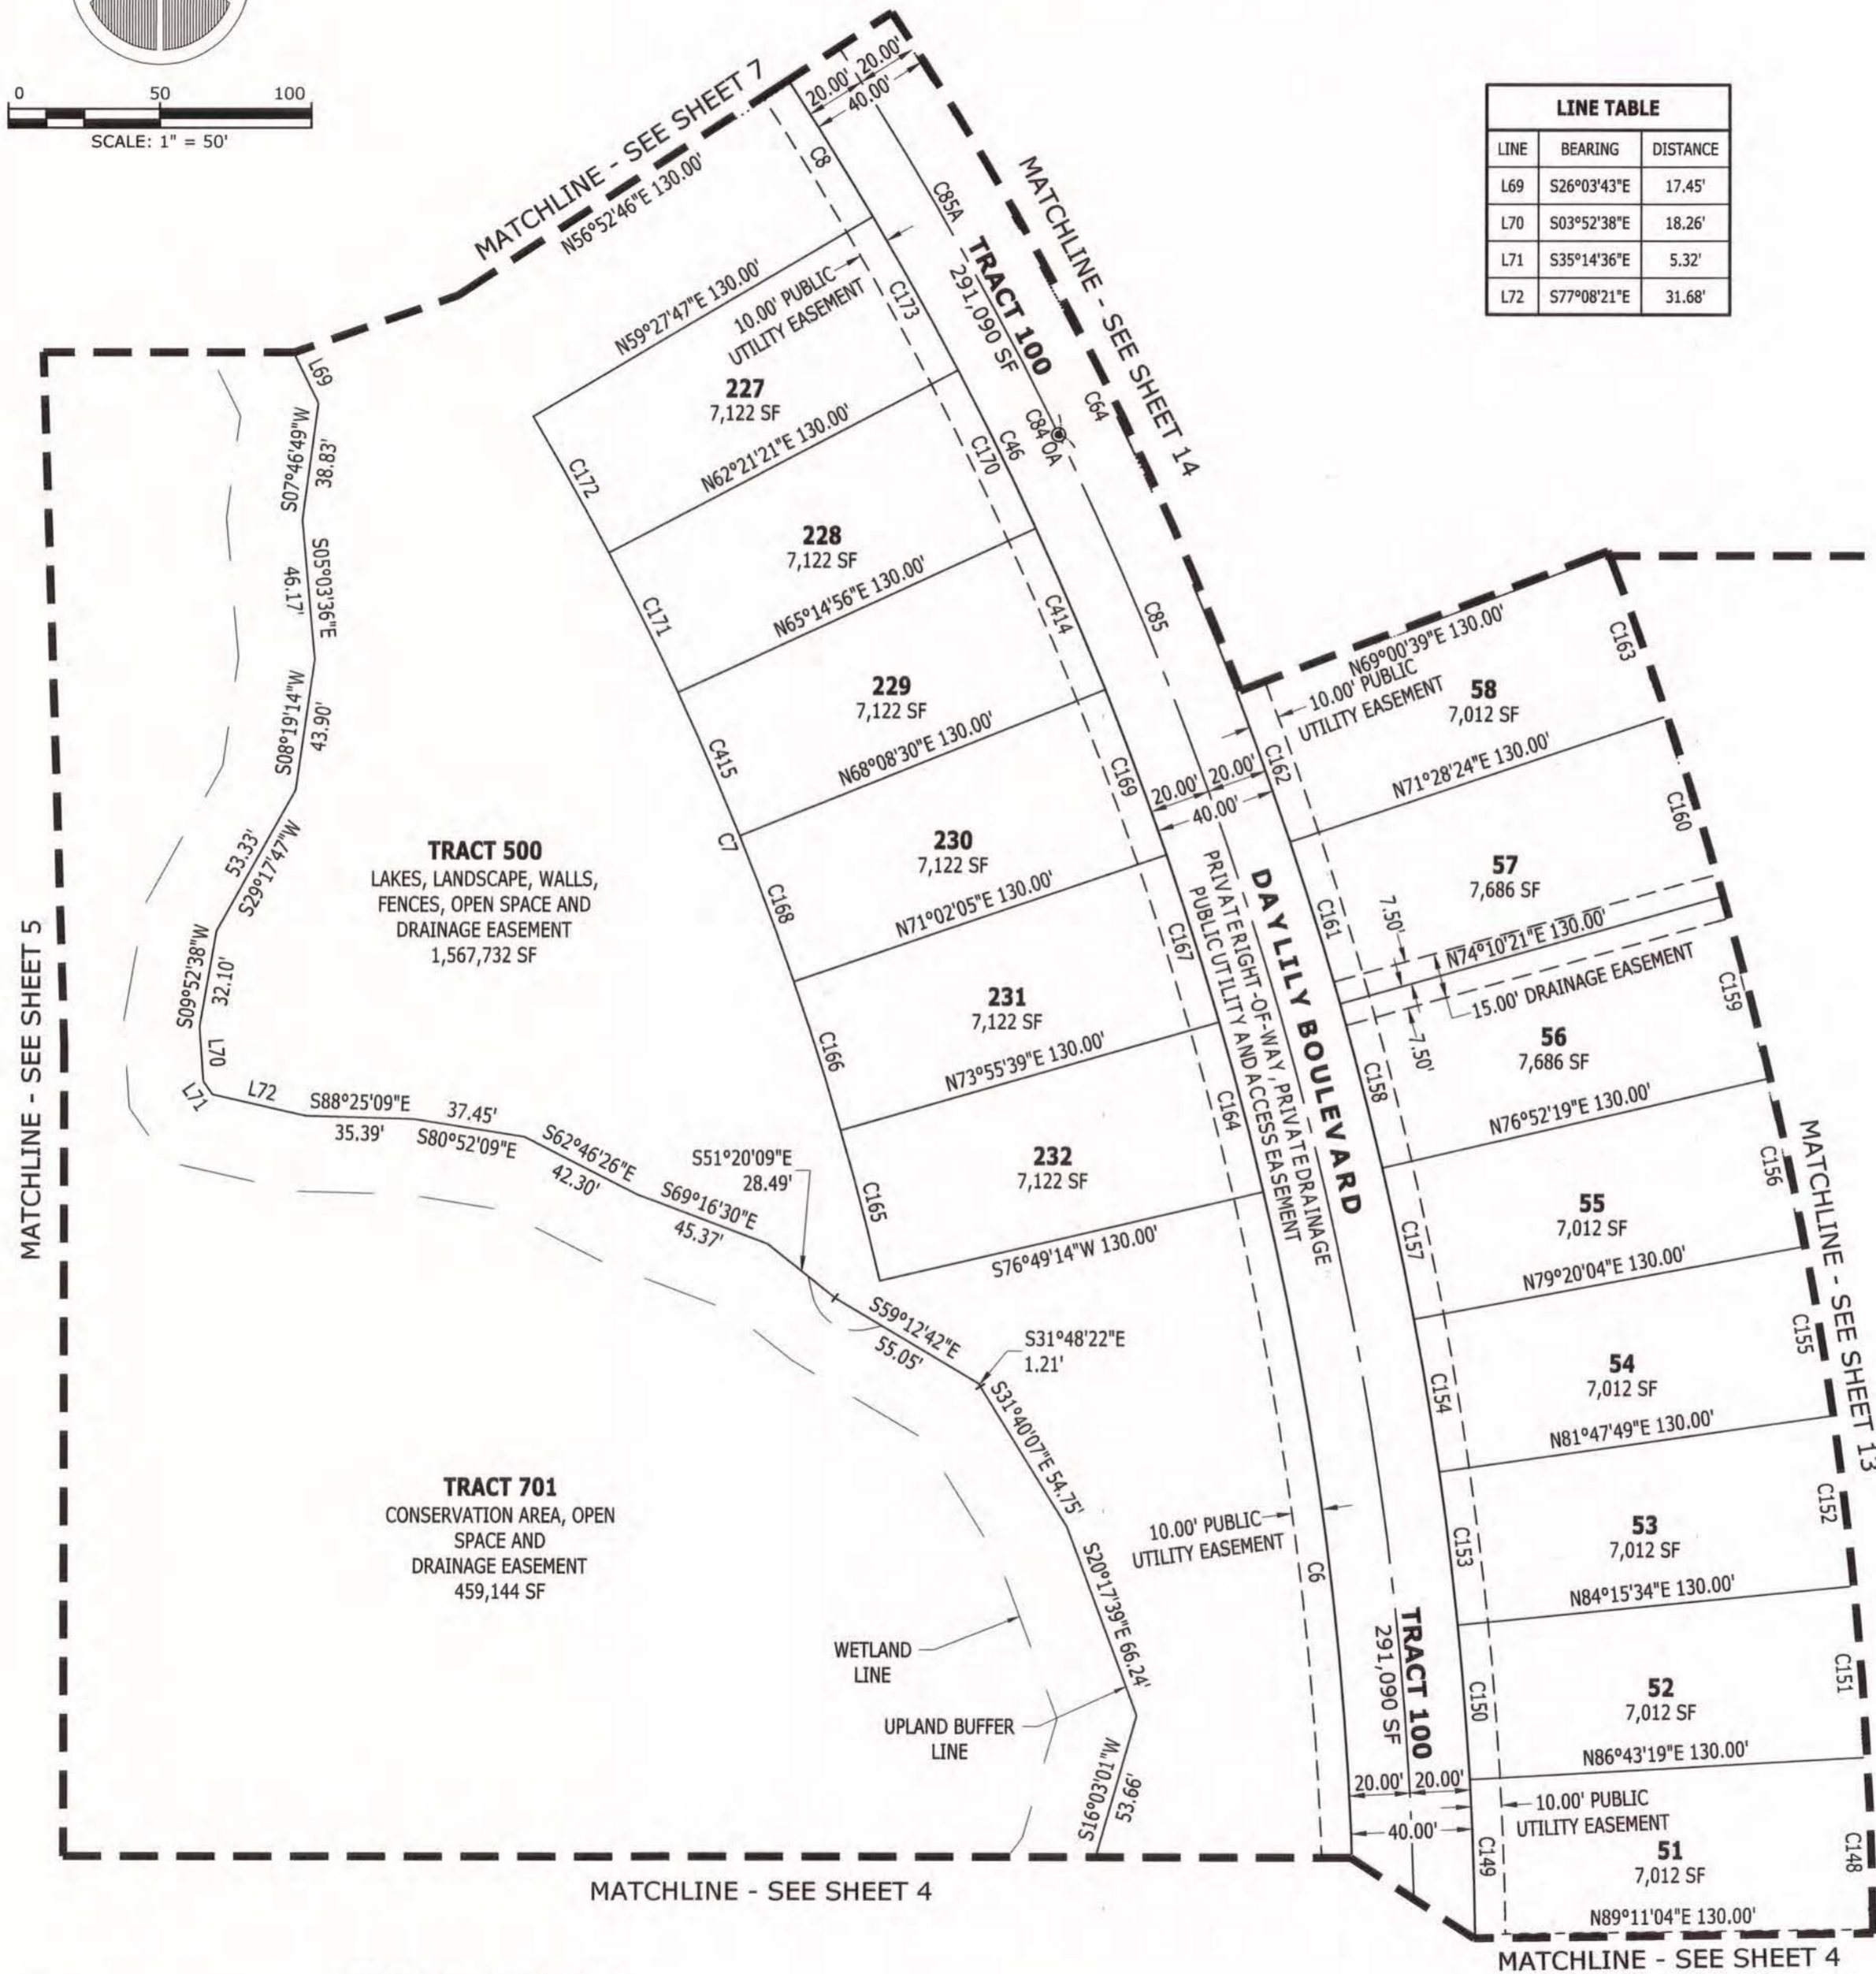 0 50 100
SCALE: 1" = 50'
LINE TABLE
LINE BEARING DISTANCE
L69 S26°03'43"E 17.45'
L70 S03°52'38"E 18.26'
L71 S35°14'36"E 5.32'
L72 S77°08'21"E 31.68'
MATCHLINE - SEE SHEET 7
N56°52'46"E 130.00'
20.00' 20.00'
40.00'
C8
C85A
TRACT 100
291,090 SF
MATCHLINE - SEE SHEET 14
C64
C84 0A
N59°27'47"E 130.00'
10.00' PUBLIC
UTILITY EASEMENT
C173
227
7,122 SF
C172
N62°21'21"E 130.00'
C170
C46
228
7,122 SF
C171
N65°14'56"E 130.00'
C414
C85
229
7,122 SF
C415
N68°08'30"E 130.00'
C169
C7
230
7,122 SF
C168
N71°02'05"E 130.00'
C167
231
7,122 SF
C166
N73°55'39"E 130.00'
C164
232
7,122 SF
C165
S76°49'14"W 130.00'
20.00' 20.00'
40.00'
PRIVATE RIGHT-OF-WAY, PRIVATE DRAINAGE
PUBLIC UTILITY AND ACCESS EASEMENT
DAYLILY BOULEVARD
L69
S07°46'49"W
38.83'
S05°03'36"E
46.17'
S08°19'14"W
43.90'
53.33'
S29°17'47"W
S09°52'38"W
32.10'
L70
L71
L72
S88°25'09"E
35.39'
37.45'
S80°52'09"E
S62°46'26"E
42.30'
S69°16'30"E
45.37'
S51°20'09"E
28.49'
S59°12'42"E
55.05'
S31°48'22"E
1.21'
S31°40'07"E 54.75'
S20°17'39"E 66.24'
S16°03'01"W
53.66'
TRACT 500
LAKES, LANDSCAPE, WALLS,
FENCES, OPEN SPACE AND
DRAINAGE EASEMENT
1,567,732 SF
MATCHLINE - SEE SHEET 5
TRACT 701
CONSERVATION AREA, OPEN
SPACE AND
DRAINAGE EASEMENT
459,144 SF
WETLAND
LINE
UPLAND BUFFER
LINE
10.00' PUBLIC
UTILITY EASEMENT
C6
TRACT 100
291,090 SF
20.00' 20.00'
40.00'
MATCHLINE - SEE SHEET 4
N69°00'39"E 130.00'
10.00' PUBLIC
UTILITY EASEMENT
58
7,012 SF
C163
C162
N71°28'24"E 130.00'
C160
57
7,686 SF
C161
7.50'
N74°10'21"E 130.00'
15.00' DRAINAGE EASEMENT
7.50'
C159
56
7,686 SF
C158
N76°52'19"E 130.00'
C156
MATCHLINE - SEE SHEET 13
55
7,012 SF
C157
N79°20'04"E 130.00'
C155
54
7,012 SF
C154
N81°47'49"E 130.00'
C152
53
7,012 SF
C153
N84°15'34"E 130.00'
C151
52
7,012 SF
C150
N86°43'19"E 130.00'
10.00' PUBLIC
UTILITY EASEMENT
51
7,012 SF
C149
C148
N89°11'04"E 130.00'
MATCHLINE - SEE SHEET 4